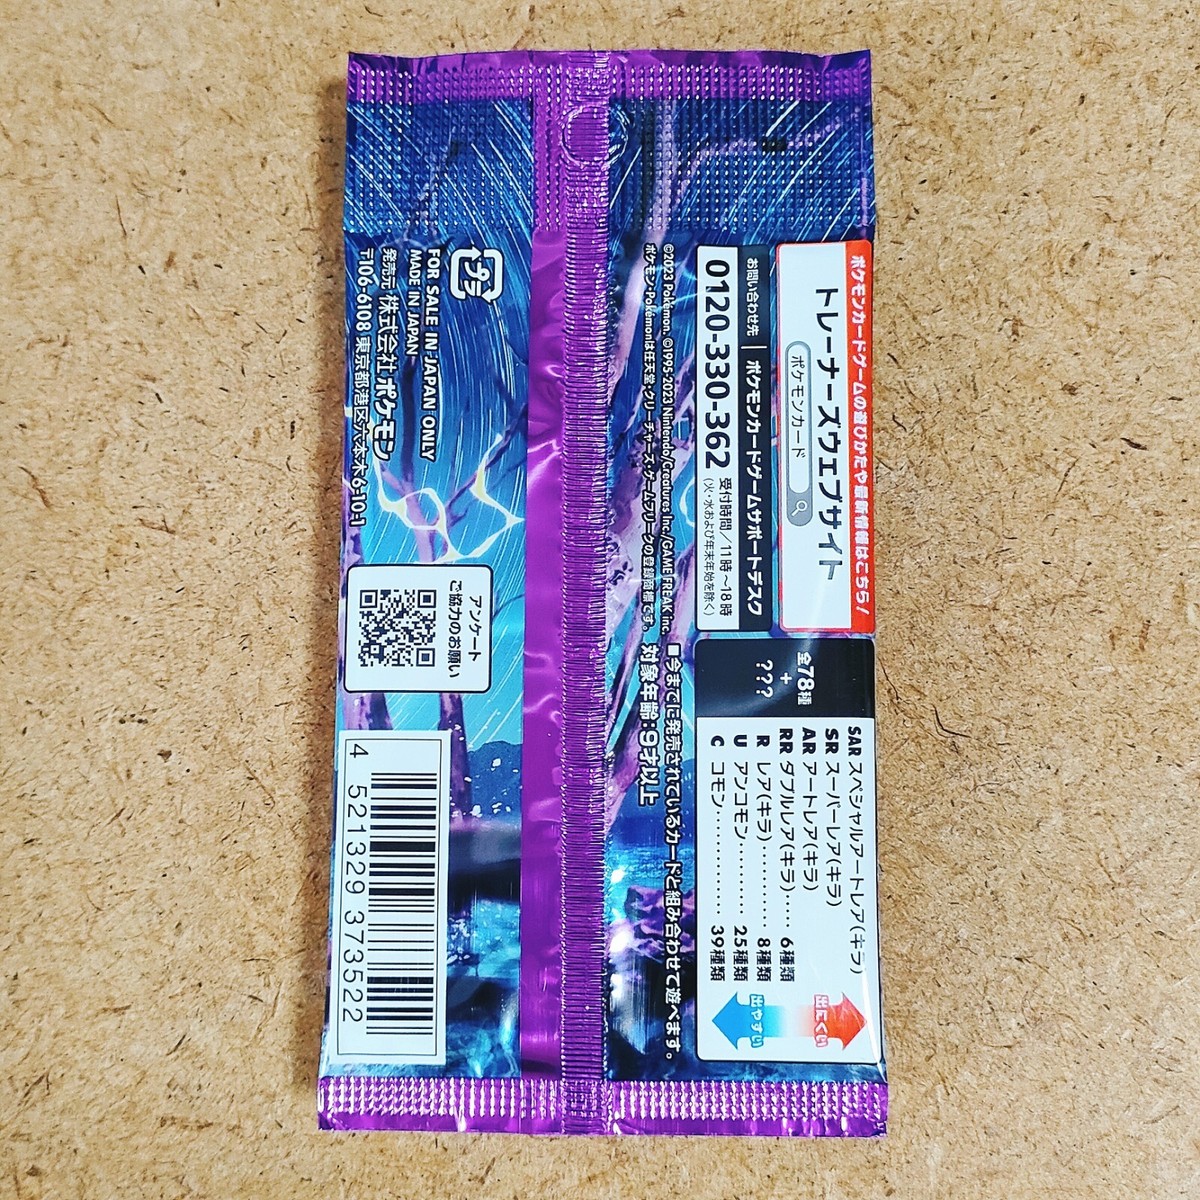 ポケモンカードゲームの遊びかたや最新情報はこちら!
トレーナーズウェブサイト
ポケモンカード
お問い合わせ先 | ポケモンカードゲームサポートデスク
0120-330-362 受付時間/11時〜18時
(火・水および年末年始を除く)
©2023 Pokémon. ©1995-2023 Nintendo/Creatures Inc./GAME FREAK inc.
ポケモン・Pokémonは任天堂・クリーチャーズ・ゲームフリークの登録商標です。
全78種
+
???
SAR スペシャルアートレア(キラ)
SR スーパーレア(キラ)
AR アートレア(キラ)
RR ダブルレア(キラ)..... 6種類
R レア(キラ).......... 8種類
U アンコモン.......... 25種類
C コモン............. 39種類
出にくい
出やすい
■今までに発売されているカードと組み合わせて遊べます。
対象年齢:9才以上
プラ
FOR SALE IN JAPAN ONLY
MADE IN JAPAN
発売元 (株式会社 ポケモン
〒106-6108 東京都港区六本木6-10-1
アンケート
ご協力のお願い
4 521329 373522